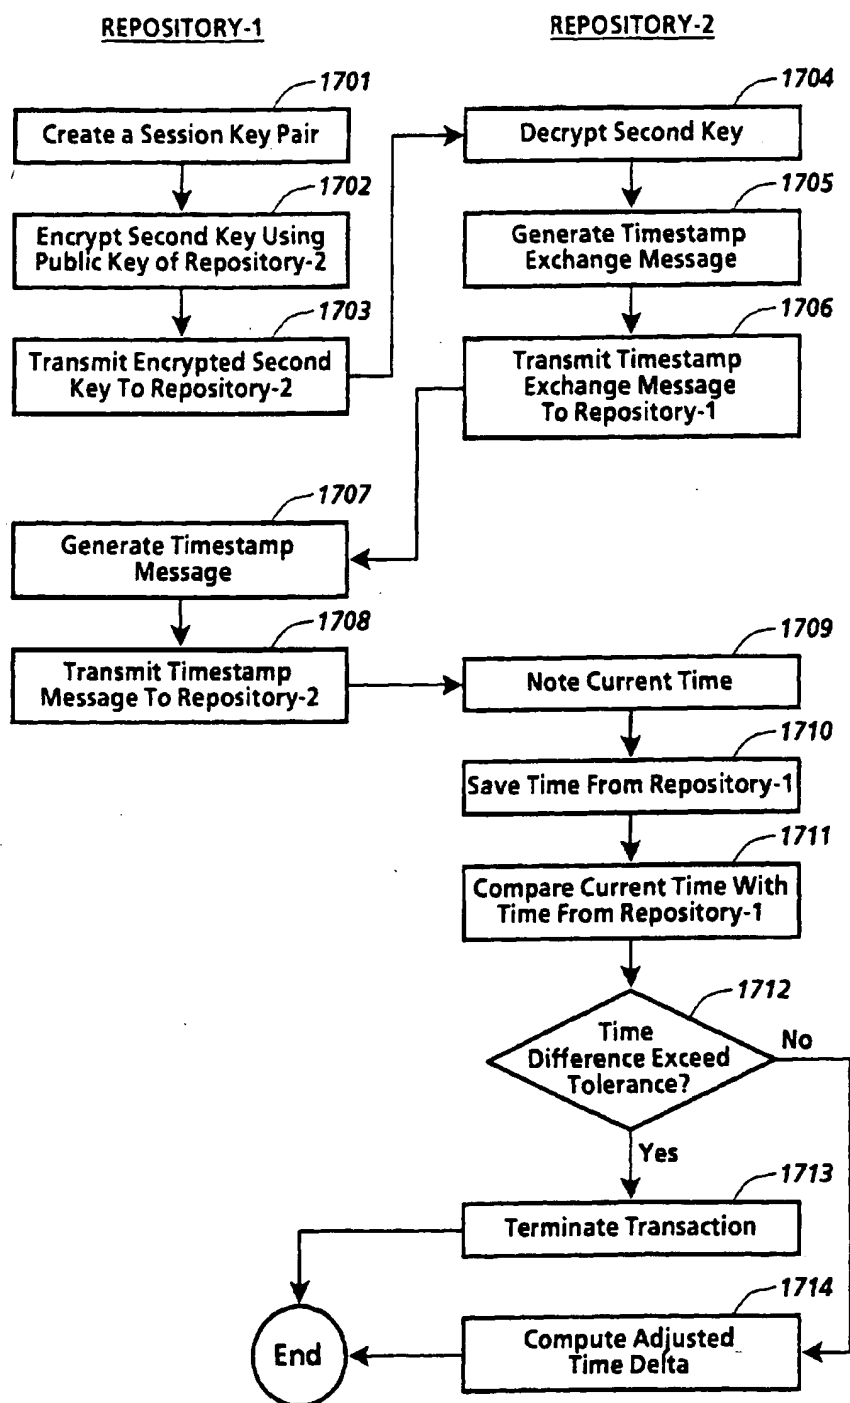 REPOSITORY-1
REPOSITORY-2
1701
Create a Session Key Pair
1702
Encrypt Second Key Using
Public Key of Repository-2
1703
Transmit Encrypted Second
Key To Repository-2
1704
Decrypt Second Key
1705
Generate Timestamp
Exchange Message
1706
Transmit Timestamp
Exchange Message
To Repository-1
1707
Generate Timestamp
Message
1708
Transmit Timestamp
Message To Repository-2
1709
Note Current Time
1710
Save Time From Repository-1
1711
Compare Current Time With
Time From Repository-1
1712
Time
Difference Exceed
Tolerance?
No
Yes
1713
Terminate Transaction
1714
Compute Adjusted
Time Delta
End